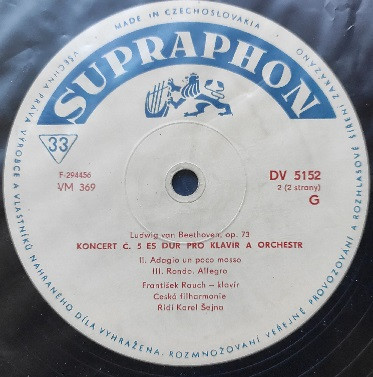 MADE IN CZECHOSLOVAKIA
SUPRAPHON
33
F-294456
VM 369
DV 5152
2 (2 strany)
G
Ludwig van Beethoven, op. 73
KONCERT Č. 5 ES DUR PRO KLAVÍR A ORCHESTR
II. Adagio un poco mosso
III. Rondo. Allegro
František Rauch – klavír
Česká filharmonie
Řídí Karel Šejna
VŠECHNA PRÁVA VÝROBCE A VLASTNÍKŮ NAHRANÉHO DÍLA VYHRAŽENA. ROZMNOŽOVÁNÍ VEŘEJNÉ PROVOZOVÁNÍ A ROZHLASOVÉ ŠÍŘENÍ ZAKÁZÁNO